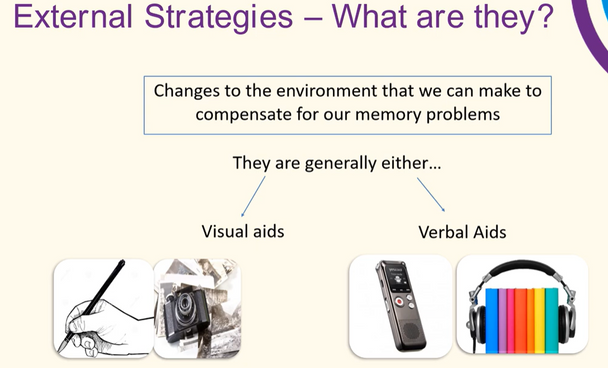 External Strategies – What are they?
Changes to the environment that we can make to
compensate for our memory problems
They are generally either...
Visual aids
Verbal Aids